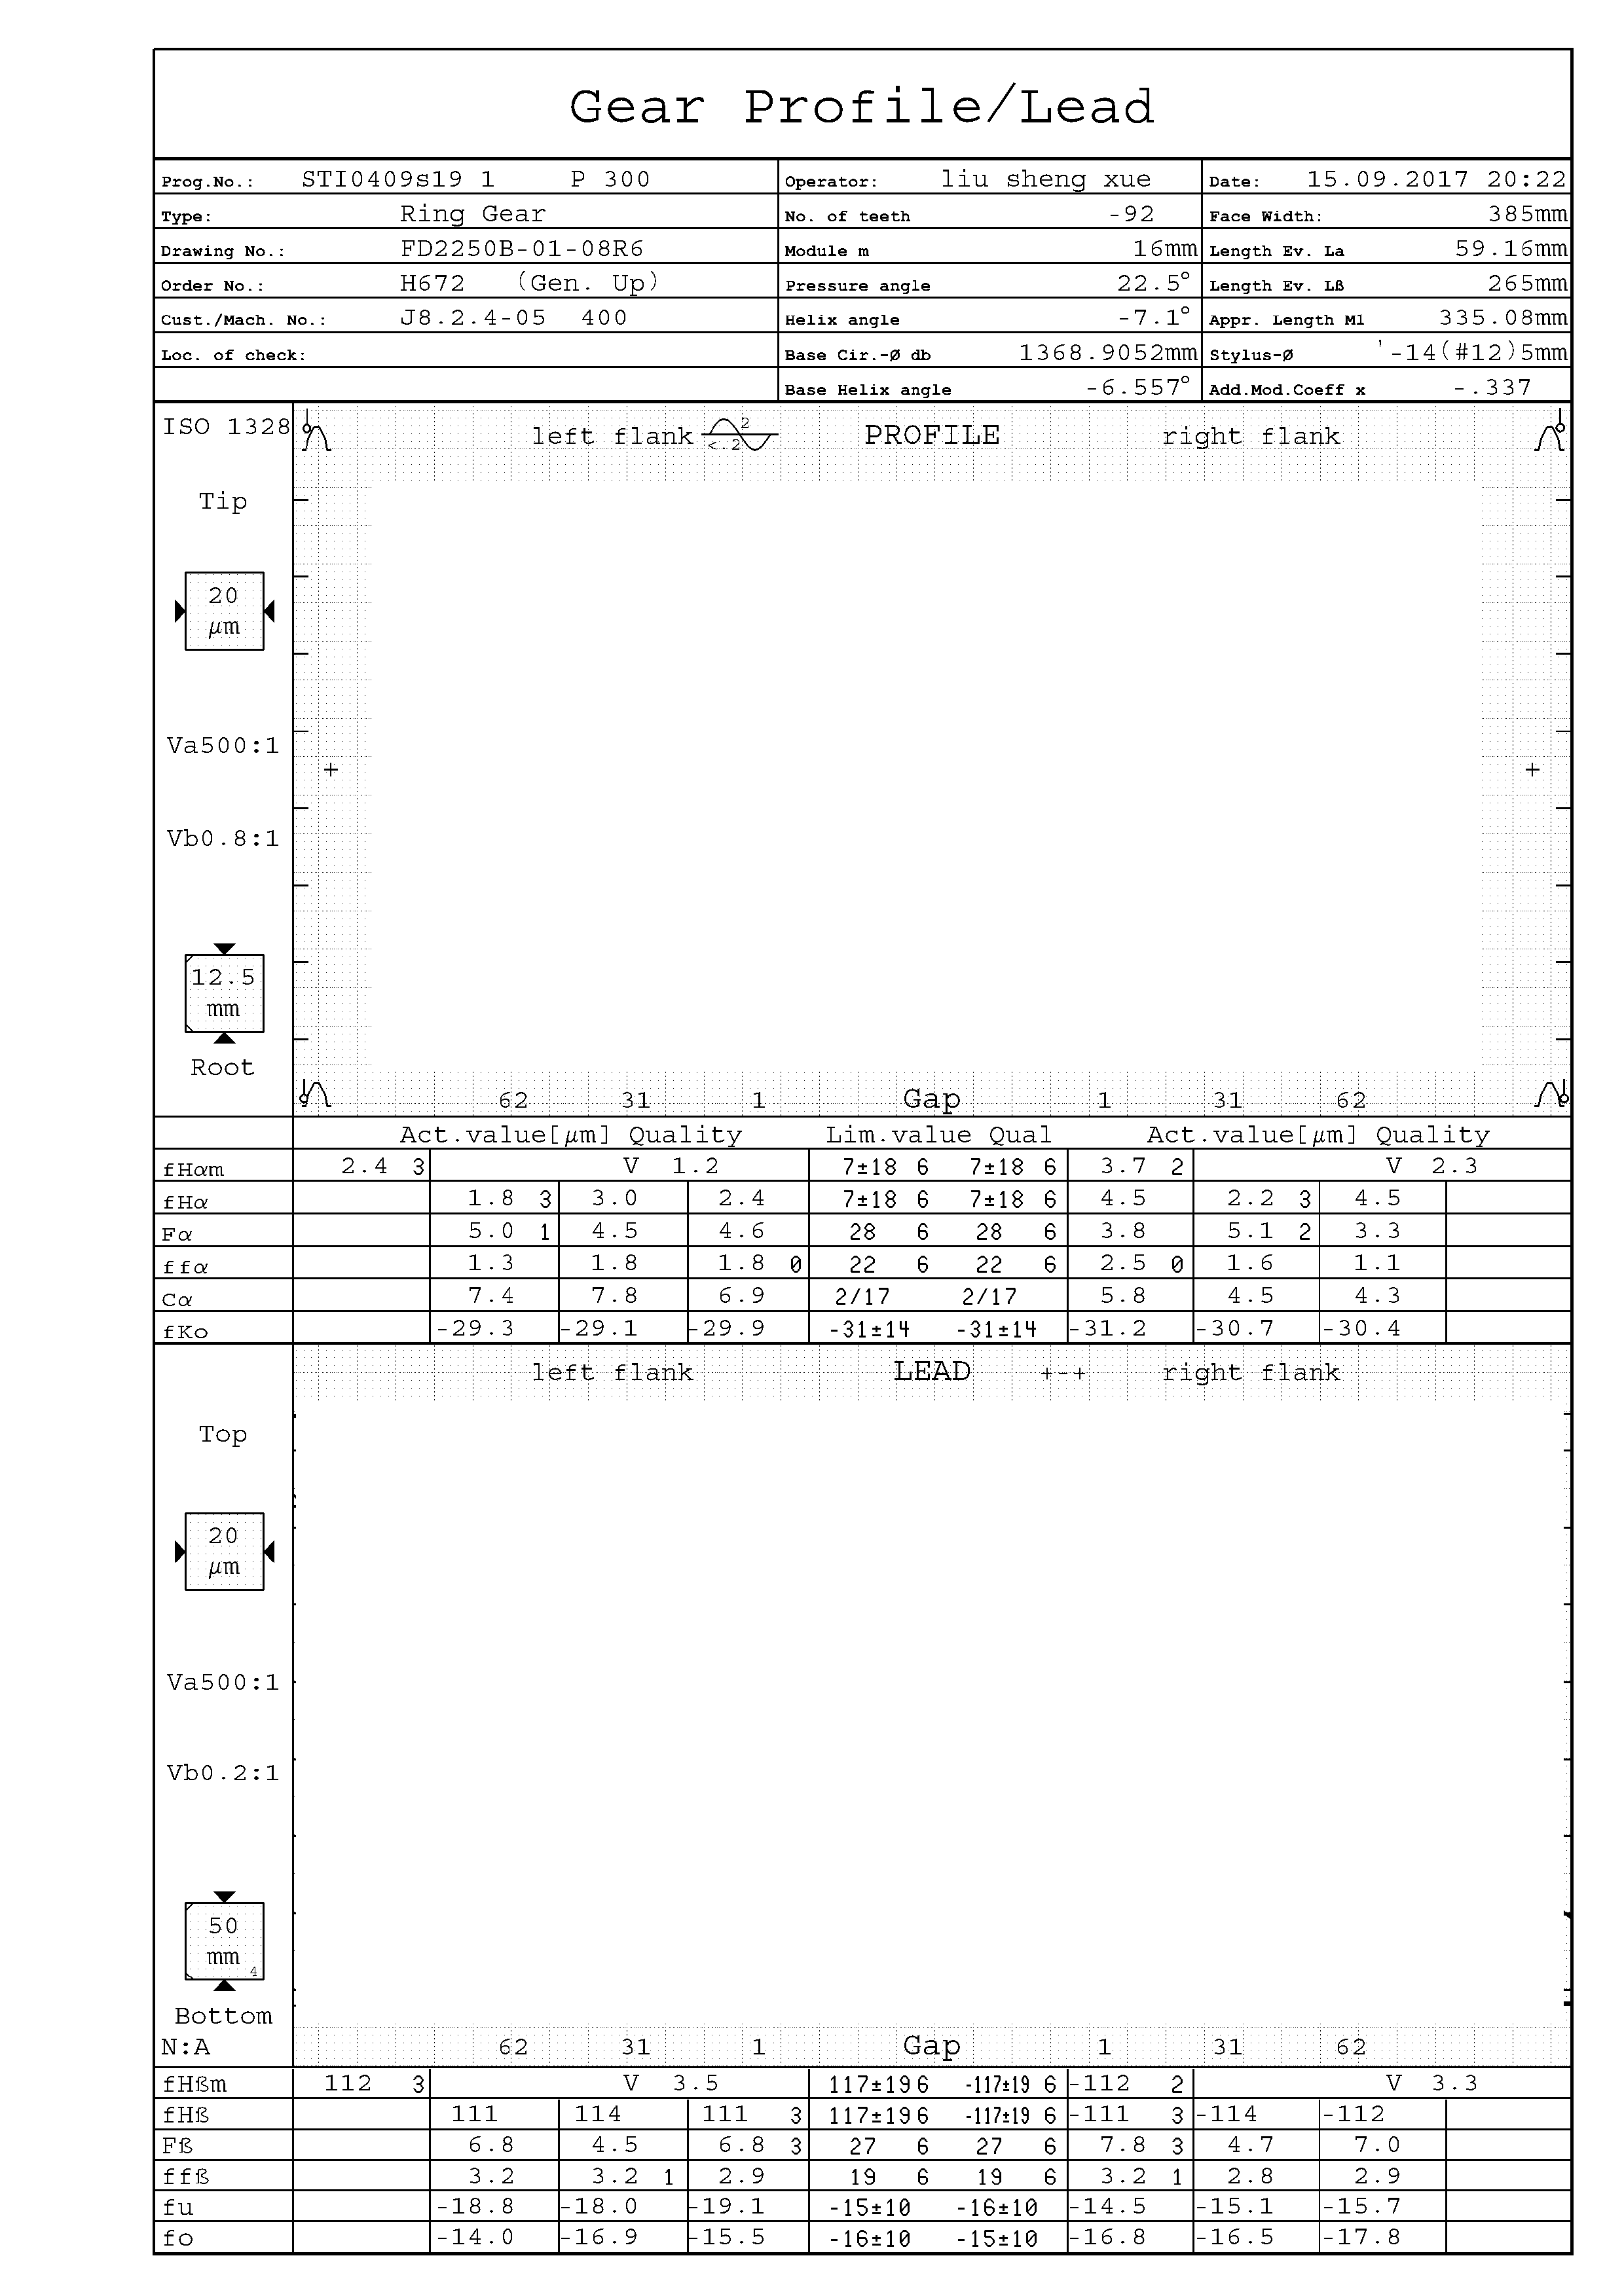 Gear Profile/Lead
Prog.No.: STI0409s19 1 P 300 Operator: liu sheng xue Date: 15.09.2017 20:22
Type: Ring Gear No. of teeth -92 Face Width: 385mm
Drawing No.: FD2250B-01-08R6 Module m 16mm Length Ev. La 59.16mm
Order No.: H672 (Gen. Up) Pressure angle 22.5° Length Ev. Lß 265mm
Cust./Mach. No.: J8.2.4-05 400 Helix angle -7.1° Appr. Length M1 335.08mm
Loc. of check: Base Cir.-Ø db 1368.9052mm Stylus-Ø '-14(#12)5mm
Base Helix angle -6.557° Add.Mod.Coeff x -.337
ISO 1328 left flank 2 <.2 PROFILE right flank
Tip
20
µm
Va500:1
Vb0.8:1
12.5
mm
Root
62 31 1 Gap 1 31 62
Act.value[µm] Quality Lim.value Qual Act.value[µm] Quality
fHαm 2.4 3 V 1.2 7±18 6 7±18 6 3.7 2 V 2.3
fHα 1.8 3 3.0 2.4 7±18 6 7±18 6 4.5 2.2 3 4.5
Fα 5.0 1 4.5 4.6 28 6 28 6 3.8 5.1 2 3.3
ffα 1.3 1.8 1.8 0 22 6 22 6 2.5 0 1.6 1.1
Cα 7.4 7.8 6.9 2/17 2/17 5.8 4.5 4.3
fKo -29.3 -29.1 -29.9 -31±14 -31±14 -31.2 -30.7 -30.4
left flank LEAD +-+ right flank
Top
20
µm
Va500:1
Vb0.2:1
50
mm
4
Bottom
N:A 62 31 1 Gap 1 31 62
fHßm 112 3 V 3.5 117±19 6 -117±19 6 -112 2 V 3.3
fHß 111 114 111 3 117±19 6 -117±19 6 -111 3 -114 -112
Fß 6.8 4.5 6.8 3 27 6 27 6 7.8 3 4.7 7.0
ffß 3.2 3.2 1 2.9 19 6 19 6 3.2 1 2.8 2.9
fu -18.8 -18.0 -19.1 -15±10 -16±10 -14.5 -15.1 -15.7
fo -14.0 -16.9 -15.5 -16±10 -15±10 -16.8 -16.5 -17.8